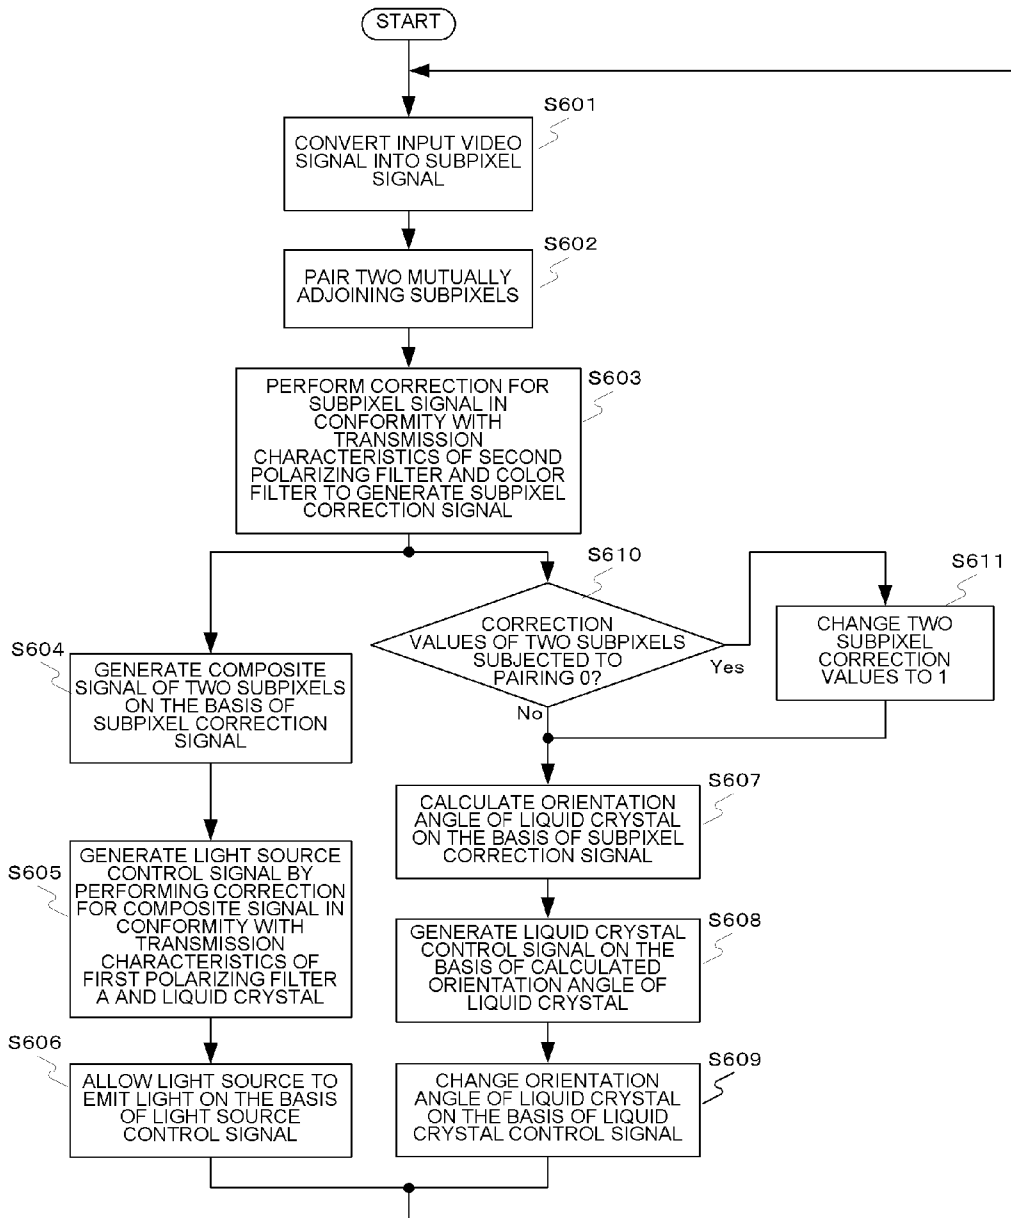 START
S601
CONVERT INPUT VIDEO
SIGNAL INTO SUBPIXEL
SIGNAL
S602
PAIR TWO MUTUALLY
ADJOINING SUBPIXELS
S603
PERFORM CORRECTION FOR
SUBPIXEL SIGNAL IN
CONFORMITY WITH
TRANSMISSION
CHARACTERISTICS OF SECOND
POLARIZING FILTER AND COLOR
FILTER TO GENERATE SUBPIXEL
CORRECTION SIGNAL
S604
GENERATE COMPOSITE
SIGNAL OF TWO SUBPIXELS
ON THE BASIS OF
SUBPIXEL CORRECTION
SIGNAL
S605
GENERATE LIGHT SOURCE
CONTROL SIGNAL BY
PERFORMING CORRECTION
FOR COMPOSITE SIGNAL IN
CONFORMITY WITH
TRANSMISSION
CHARACTERISTICS OF
FIRST POLARIZING FILTER
A AND LIQUID CRYSTAL
S606
ALLOW LIGHT SOURCE TO
EMIT LIGHT ON THE BASIS
OF LIGHT SOURCE
CONTROL SIGNAL
S610
CORRECTION
VALUES OF TWO SUBPIXELS
SUBJECTED TO
PAIRING 0?
Yes
No
S611
CHANGE TWO
SUBPIXEL
CORRECTION
VALUES TO 1
S607
CALCULATE ORIENTATION
ANGLE OF LIQUID CRYSTAL
ON THE BASIS OF SUBPIXEL
CORRECTION SIGNAL
S608
GENERATE LIQUID CRYSTAL
CONTROL SIGNAL ON THE
BASIS OF CALCULATED
ORIENTATION ANGLE OF
LIQUID CRYSTAL
S609
CHANGE ORIENTATION
ANGLE OF LIQUID CRYSTAL
ON THE BASIS OF LIQUID
CRYSTAL CONTROL SIGNAL